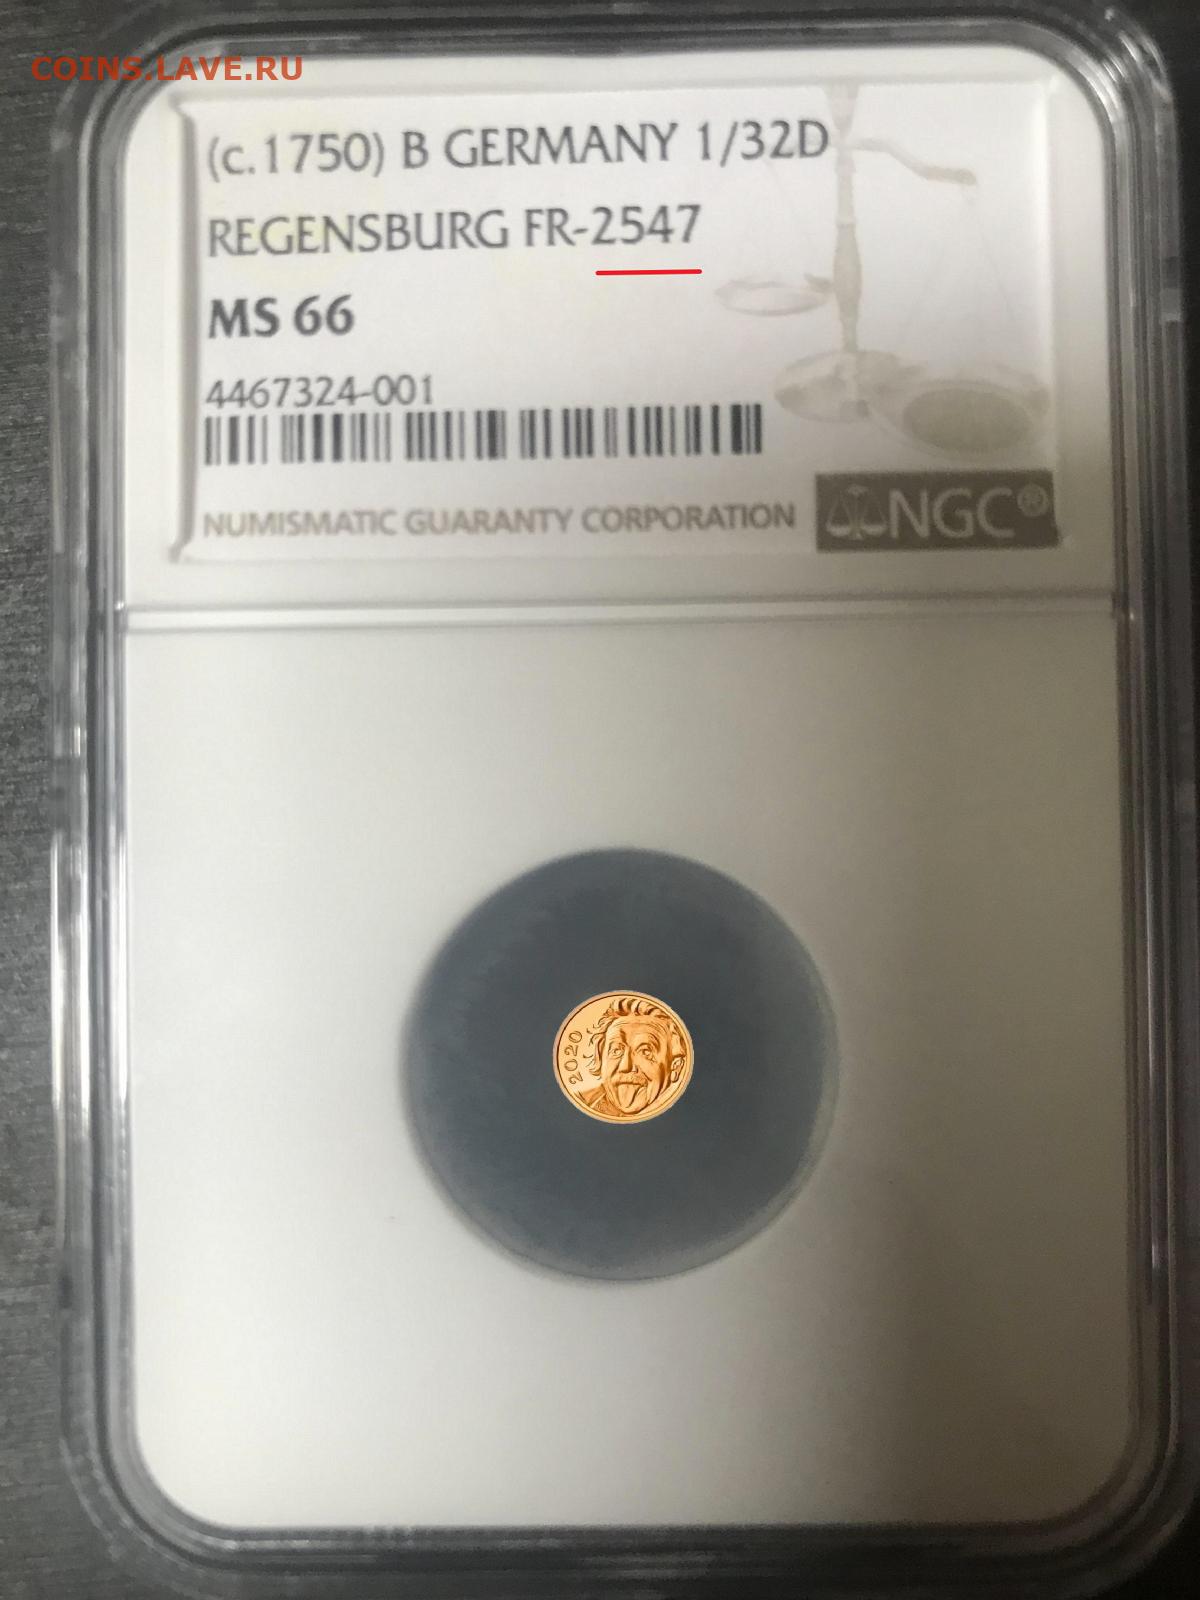 COINS.LAVE.RU
(c.1750) B GERMANY 1/32D
REGENSBURG FR-2547
MS 66
4467324-001
NUMISMATIC GUARANTY CORPORATION NGC®
2020